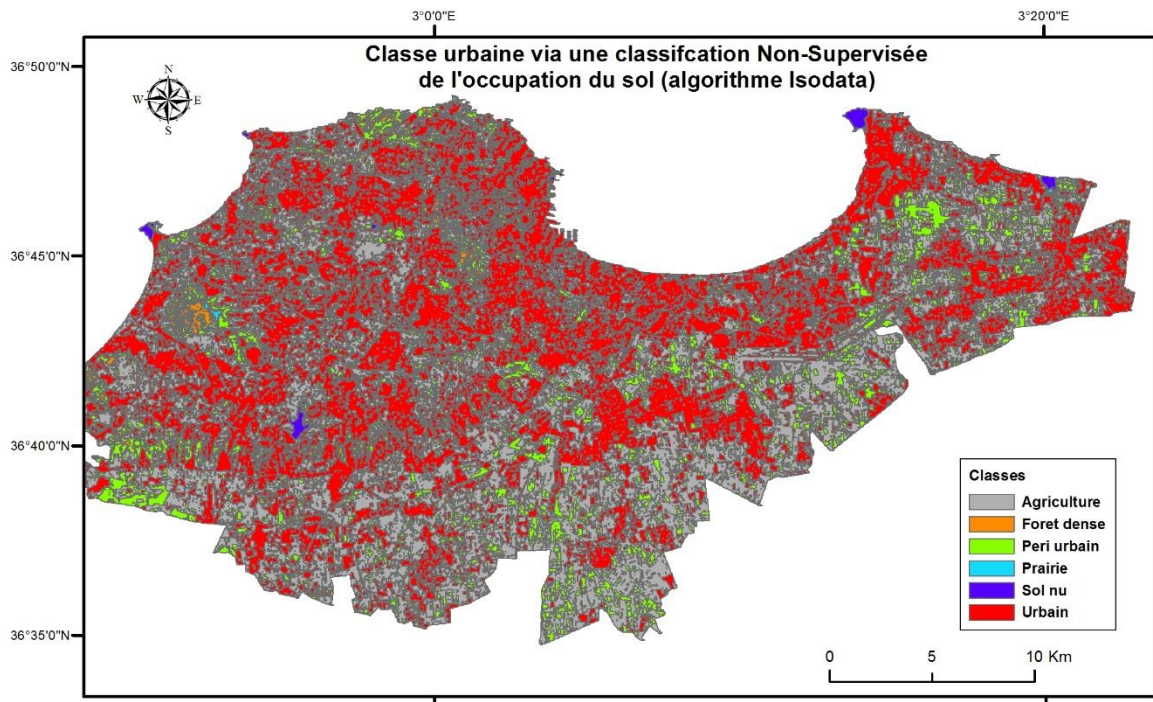 3°0'0"E
3°20'0"E
36°50'0"N
Classe urbaine via une classifcation Non-Supervisée
de l'occupation du sol (algorithme Isodata)
N
W
E
S
36°45'0"N
36°40'0"N
Classes
Agriculture
Foret dense
Peri urbain
Prairie
Sol nu
Urbain
36°35'0"N
0
5
10 Km